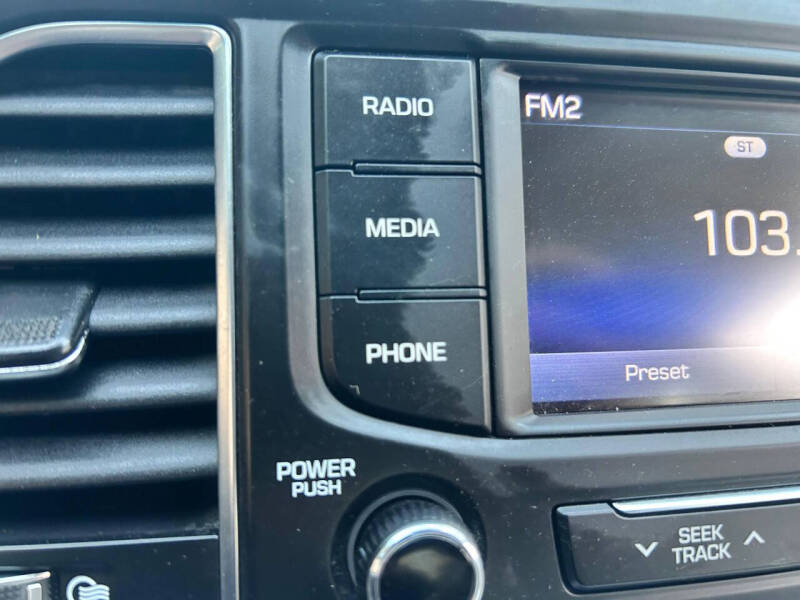 RADIO
FM2
ST
MEDIA
103.
PHONE
Preset
POWER
PUSH
SEEK
TRACK